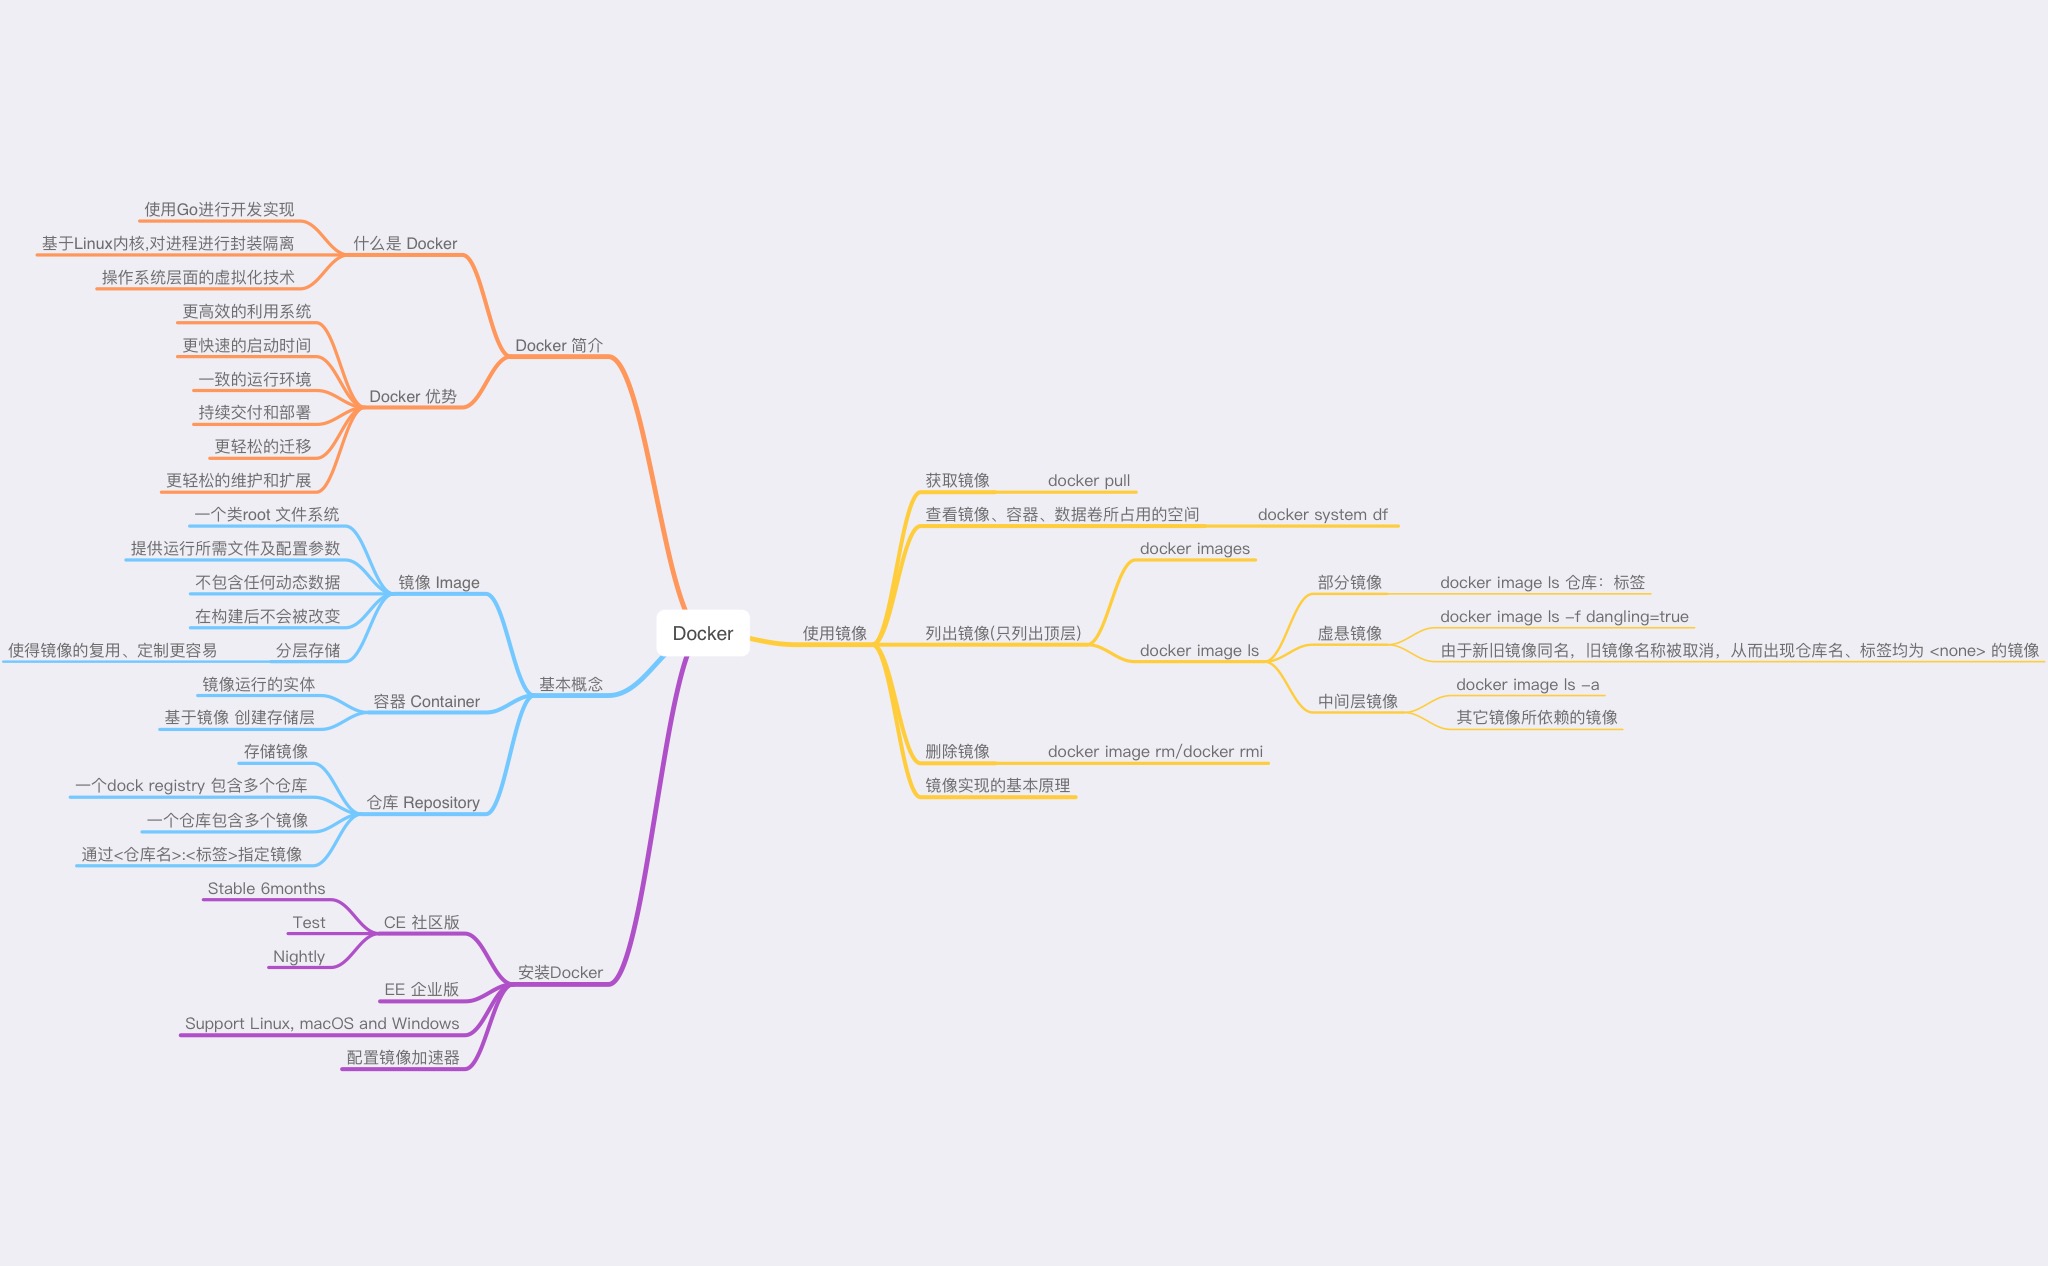 Docker
Docker 简介
什么是 Docker
使用Go进行开发实现
基于Linux内核,对进程进行封装隔离
操作系统层面的虚拟化技术
Docker 优势
更高效的利用系统
更快速的启动时间
一致的运行环境
持续交付和部署
更轻松的迁移
更轻松的维护和扩展
基本概念
镜像 Image
一个类root 文件系统
提供运行所需文件及配置参数
不包含任何动态数据
在构建后不会被改变
分层存储
使得镜像的复用、定制更容易
容器 Container
镜像运行的实体
基于镜像 创建存储层
仓库 Repository
存储镜像
一个dock registry 包含多个仓库
一个仓库包含多个镜像
通过<仓库名>:<标签>指定镜像
安装Docker
CE 社区版
Stable 6months
Test
Nightly
EE 企业版
Support Linux, macOS and Windows
配置镜像加速器
使用镜像
获取镜像
docker pull
查看镜像、容器、数据卷所占用的空间
docker system df
列出镜像(只列出顶层)
docker images
docker image ls
部分镜像
docker image ls 仓库：标签
虚悬镜像
docker image ls -f dangling=true
由于新旧镜像同名，旧镜像名称被取消，从而出现仓库名、标签均为 <none> 的镜像
中间层镜像
docker image ls -a
其它镜像所依赖的镜像
删除镜像
docker image rm/docker rmi
镜像实现的基本原理